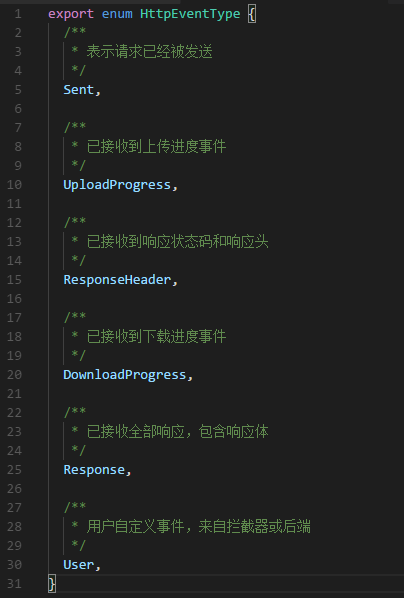 1 export enum HttpEventType {
2 /**
3 * 表示请求已经被发送
4 */
5 Sent,
6
7 /**
8 * 已接收到上传进度事件
9 */
10 UploadProgress,
11
12 /**
13 * 已接收到响应状态码和响应头
14 */
15 ResponseHeader,
16
17 /**
18 * 已接收到下载进度事件
19 */
20 DownloadProgress,
21
22 /**
23 * 已接收全部响应，包含响应体
24 */
25 Response,
26
27 /**
28 * 用户自定义事件，来自拦截器或后端
29 */
30 User,
31 }